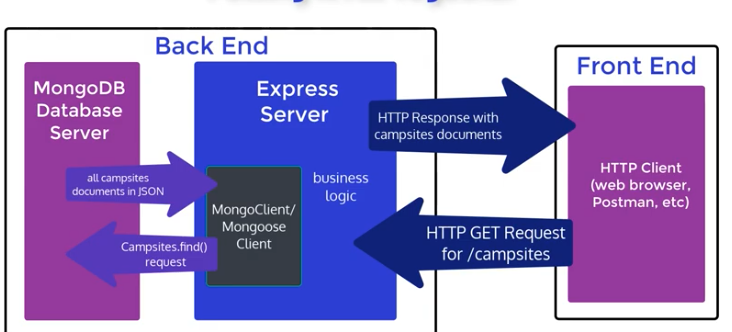 Back End
MongoDB
Database
Server
Express
Server
all campsites
documents in JSON
Campsites.find()
request
MongoClient/
Mongoose
Client
business
logic
HTTP Response with
campsites documents
HTTP GET Request
for /campsites
Front End
HTTP Client
(web browser,
Postman, etc)